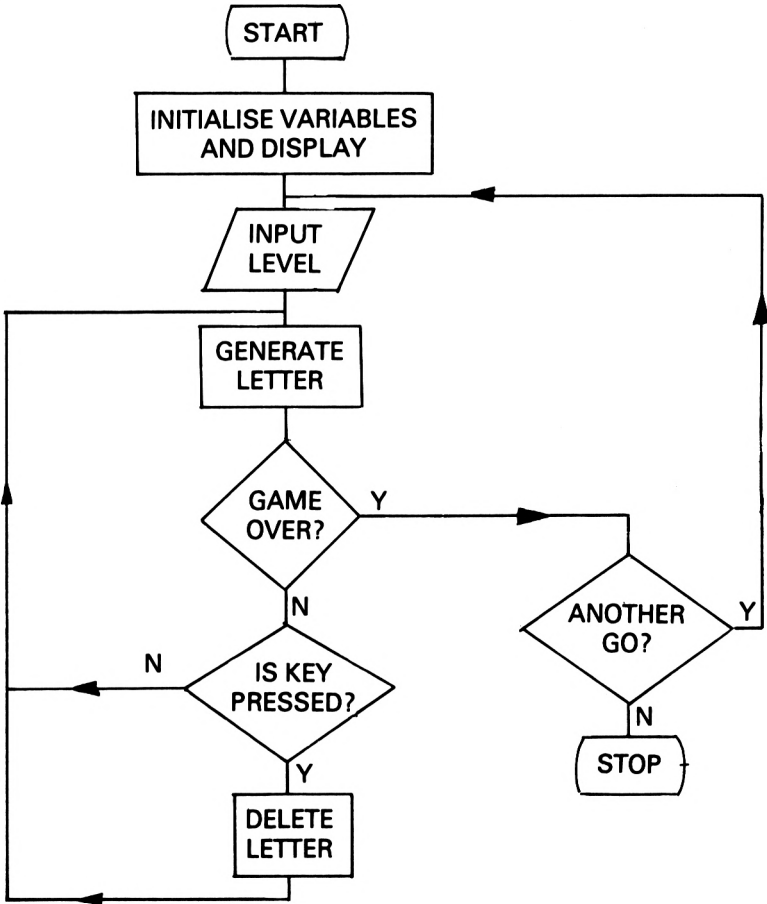 START
INITIALISE VARIABLES
AND DISPLAY
INPUT
LEVEL
GENERATE
LETTER
GAME
OVER?
Y
N
ANOTHER
GO?
Y
N
STOP
IS KEY
PRESSED?
N
Y
DELETE
LETTER